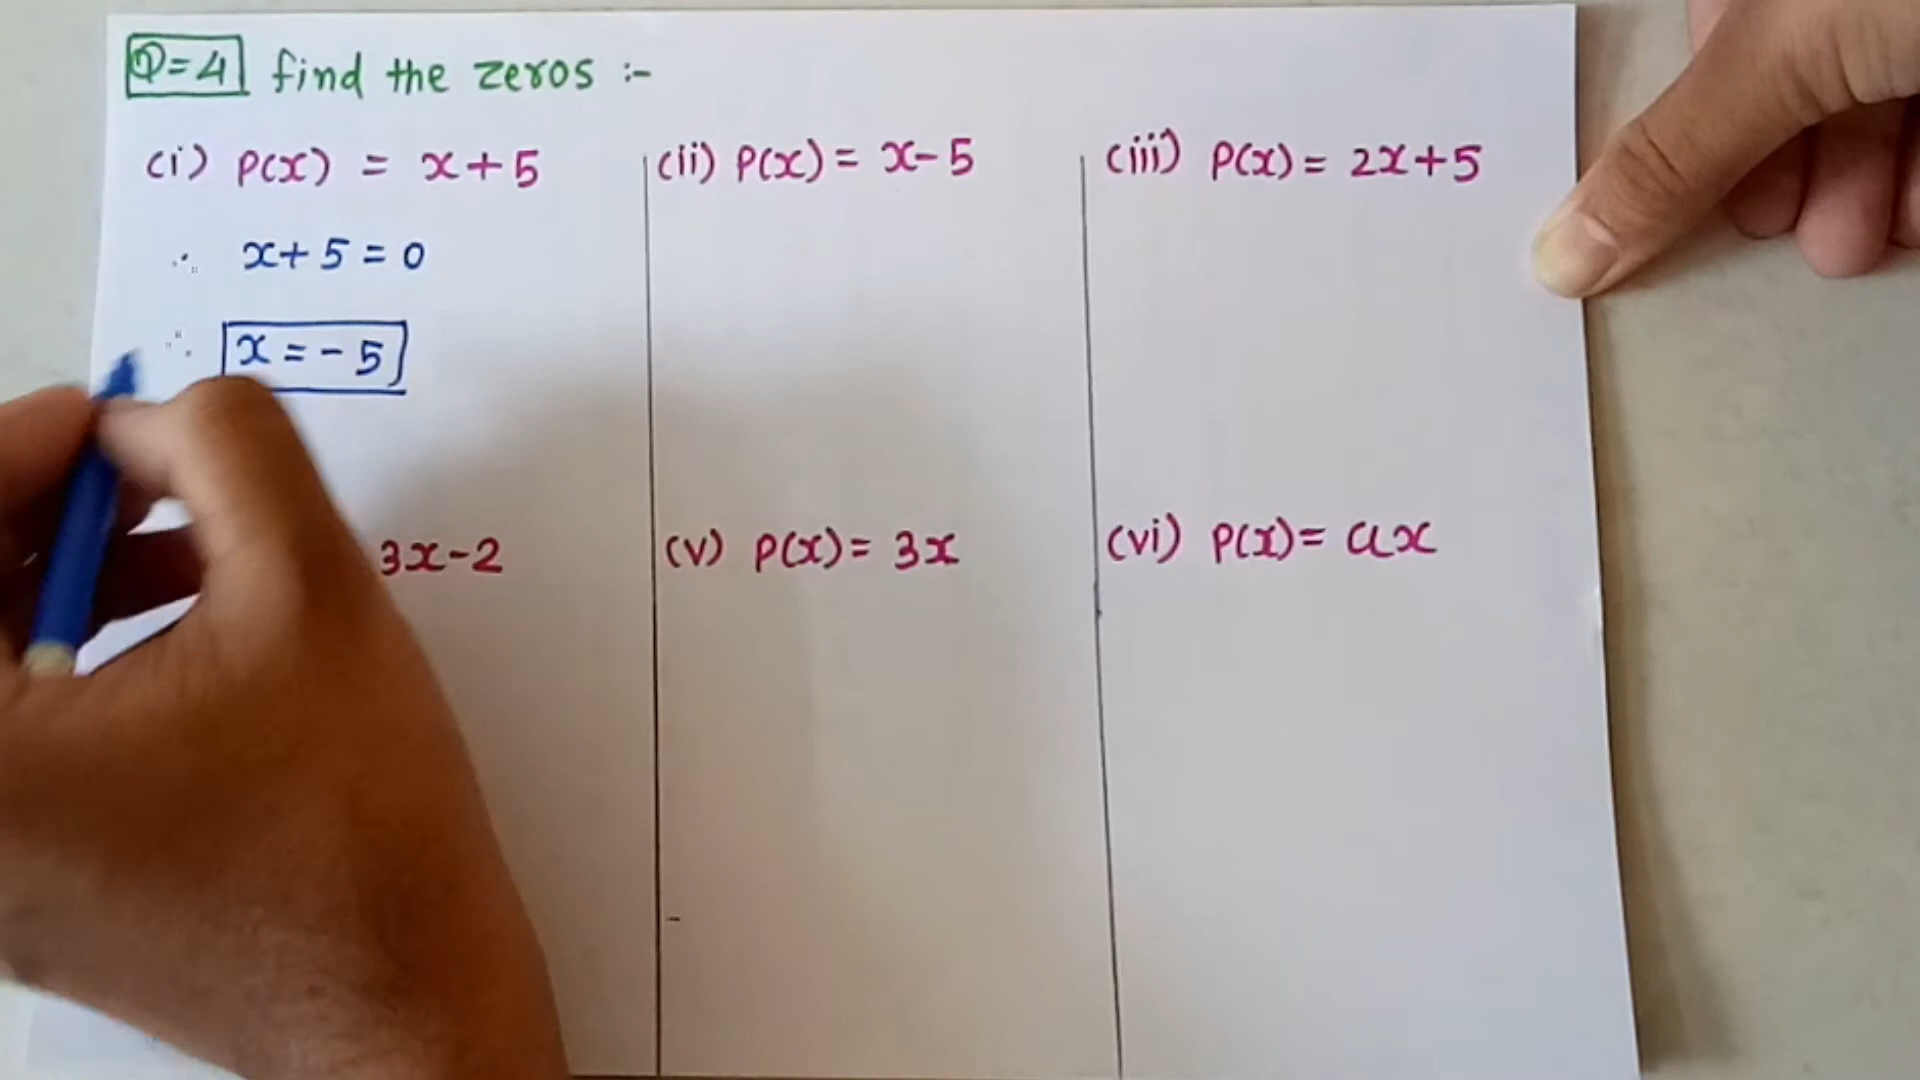 Q=4 find the zeros :-
(i) P(x) = x+5
∴ x+5=0
∴ x=-5
(ii) P(x)= x-5
(iii) P(x)= 2x+5
3x-2
(v) P(x)= 3x
(vi) P(x)= ax